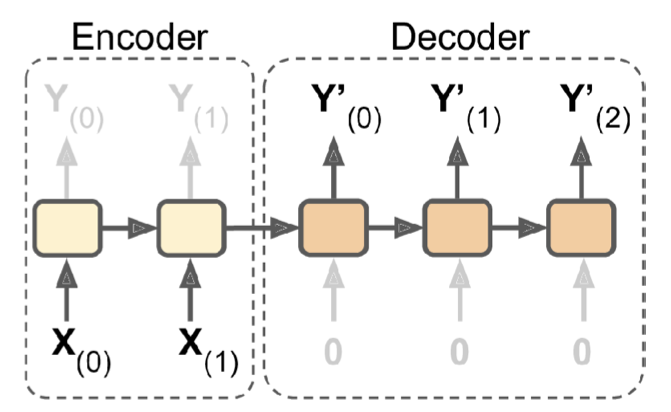 Encoder Decoder
Y(0) Y(1) Y'(0) Y'(1) Y'(2)
X(0) X(1) 0 0 0